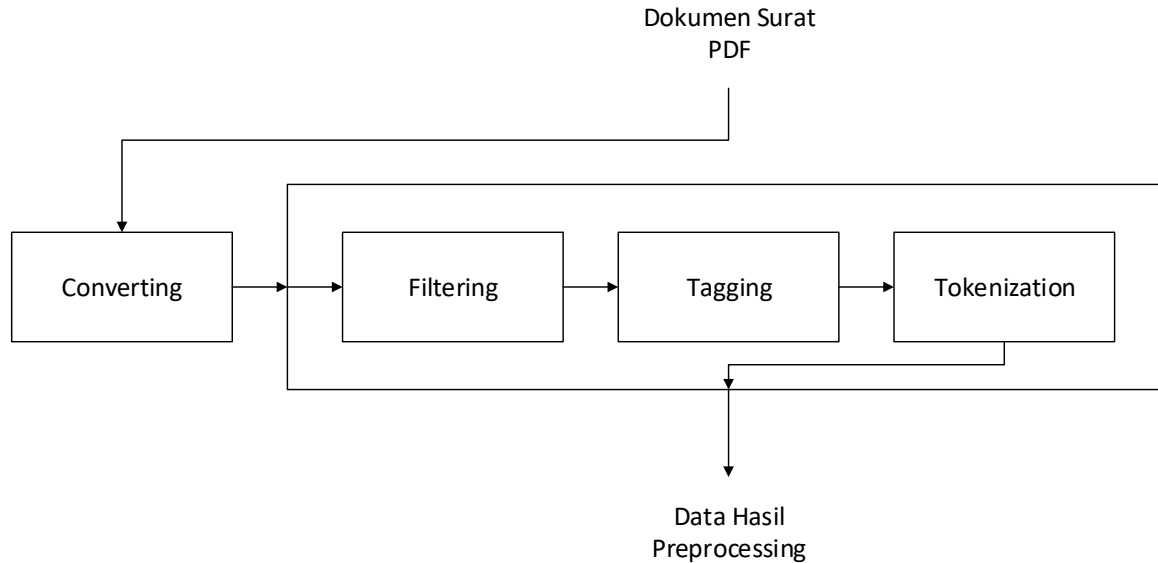 Dokumen Surat
PDF
Converting
Filtering
Tagging
Tokenization
Data Hasil
Preprocessing